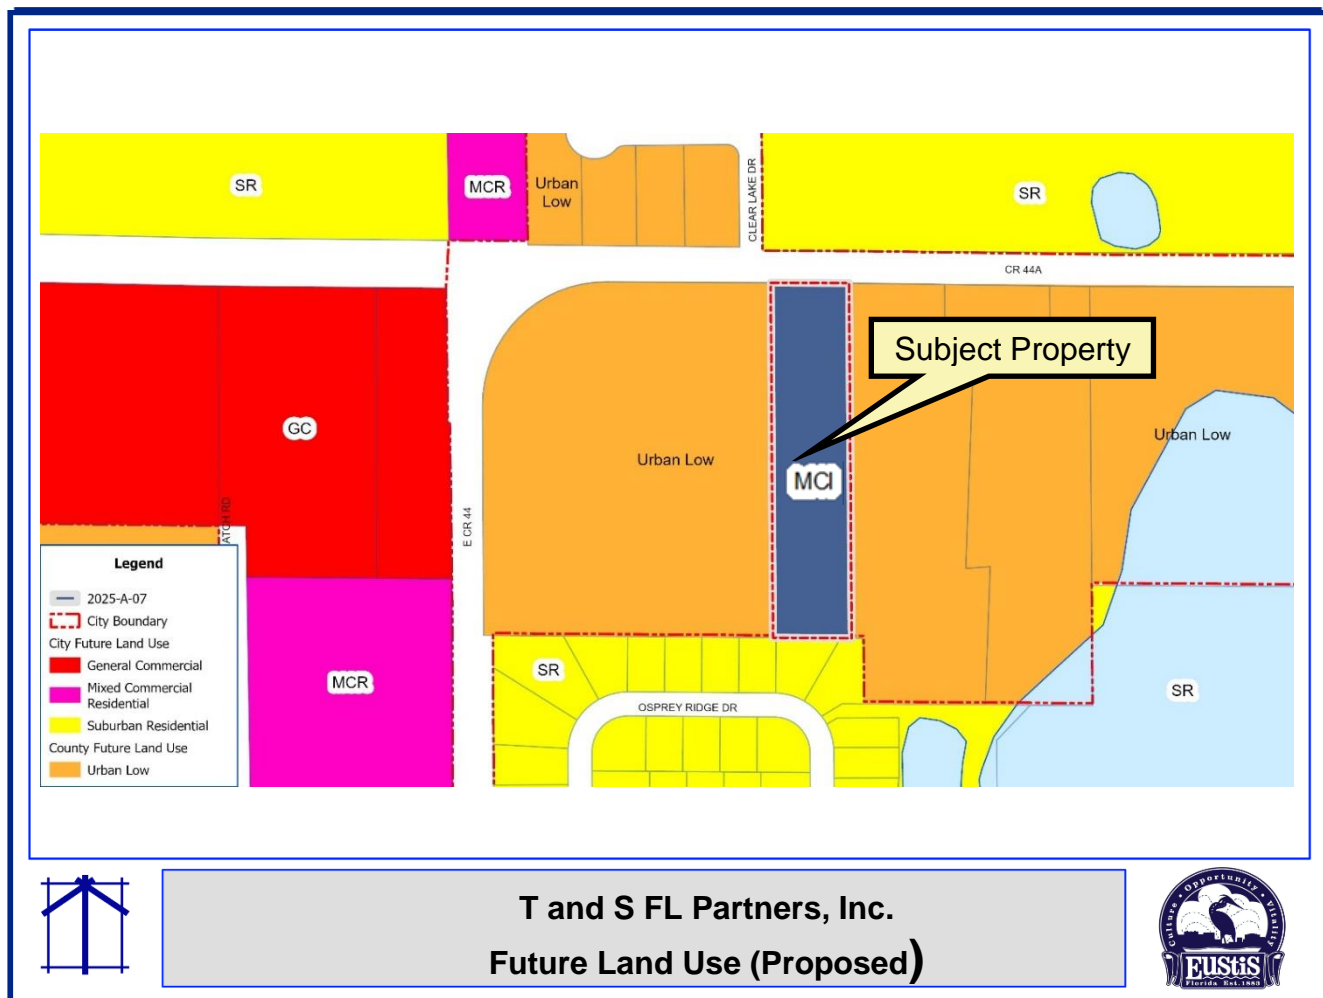 SR
MCR
Urban
Low
CLEAR LAKE DR
SR
CR 44A
Subject Property
GC
Urban Low
MCI
Urban Low
E CR 44
ATCH RD
Legend
2025-A-07
City Boundary
City Future Land Use
General Commercial
Mixed Commercial
Residential
Suburban Residential
County Future Land Use
Urban Low
MCR
SR
OSPREY RIDGE DR
SR
T and S FL Partners, Inc.
Future Land Use (Proposed)
Culture • Opportunity • Vitality
EUStiS
Florida Est.1883